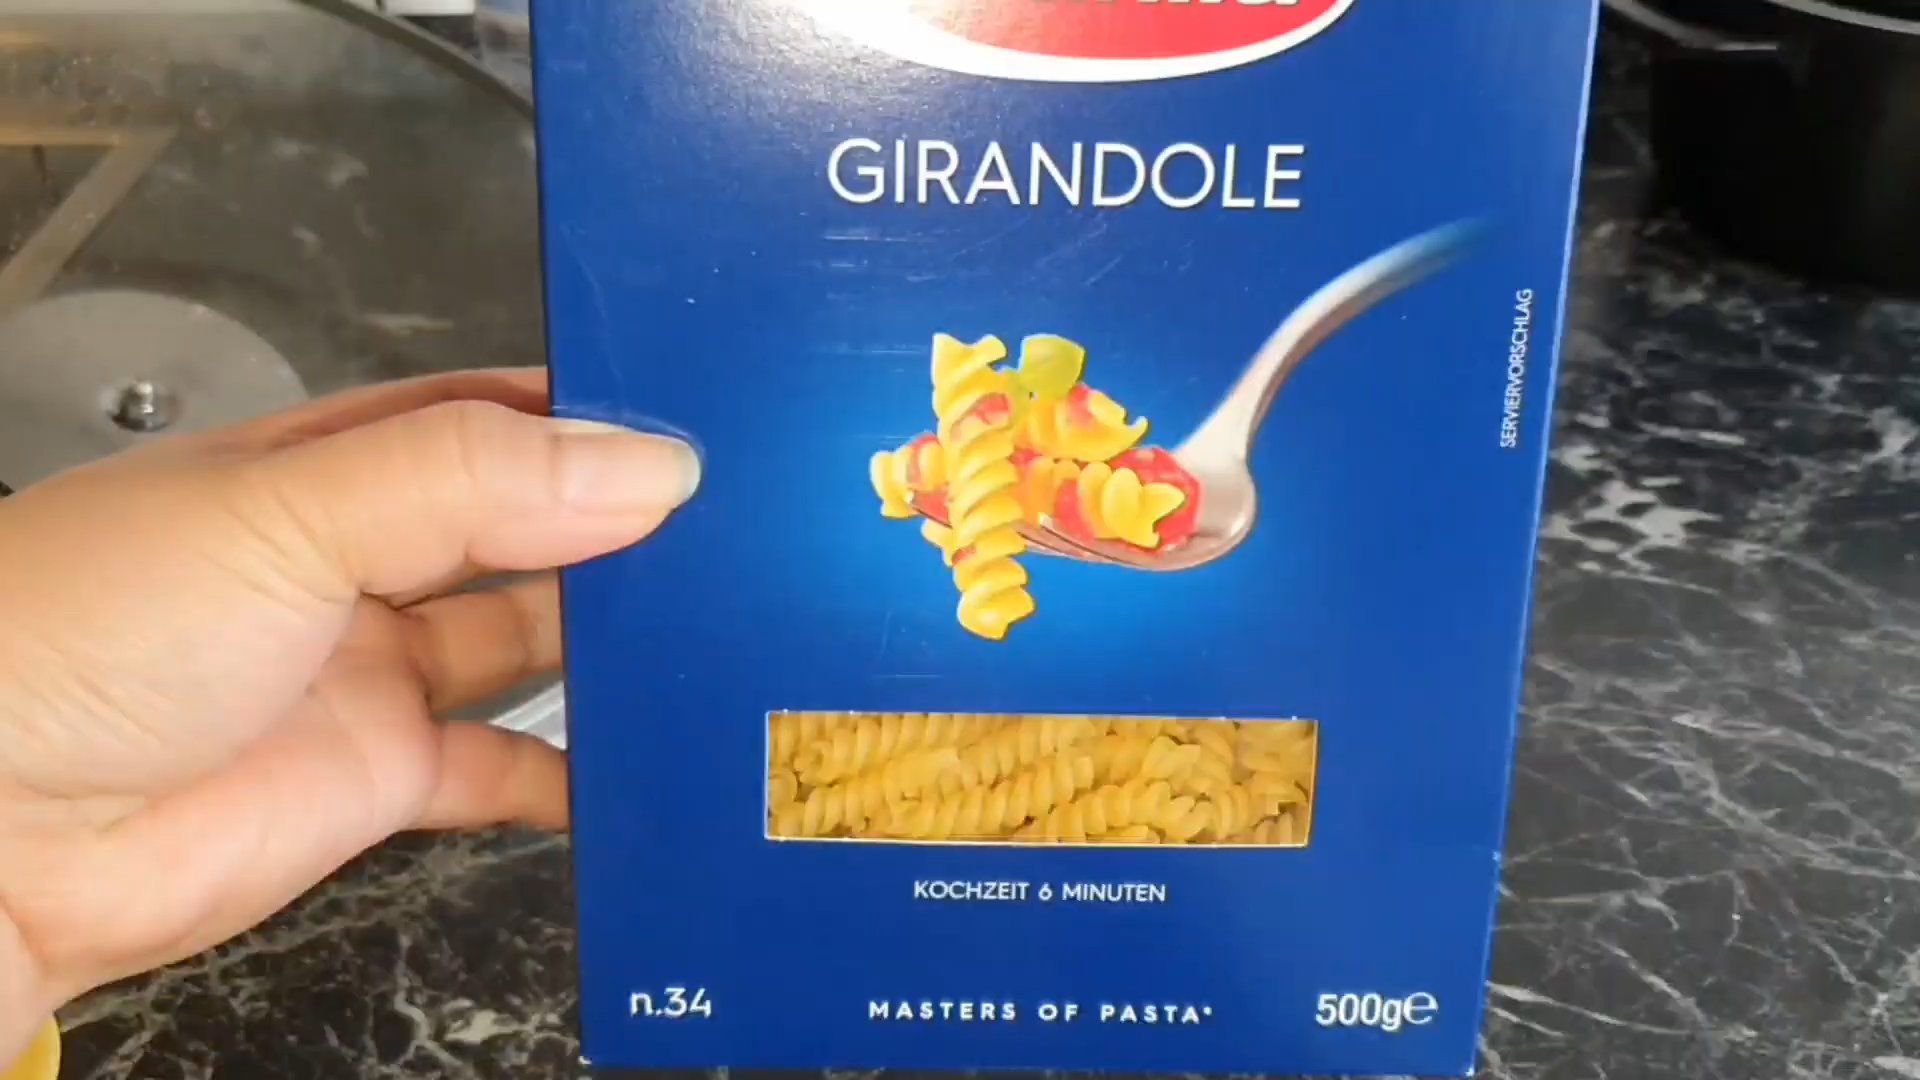 GIRANDOLE
SERVIERVORSCHLAG
KOCHZEIT 6 MINUTEN
n.34
MASTERS OF PASTA
500g℮